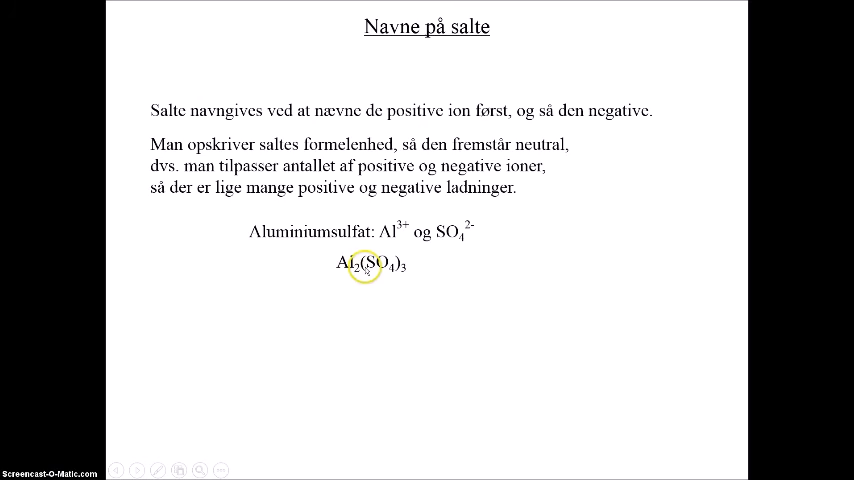 Navne på salte
Salte navngives ved at nævne de positive ion først, og så den negative.
Man opskriver saltes formelenhed, så den fremstår neutral,
dvs. man tilpasser antallet af positive og negative ioner,
så der er lige mange positive og negative ladninger.
Aluminiumsulfat: Al³⁺ og SO₄²⁻
Al₂(SO₄)₃
Screencast-O-Matic.com